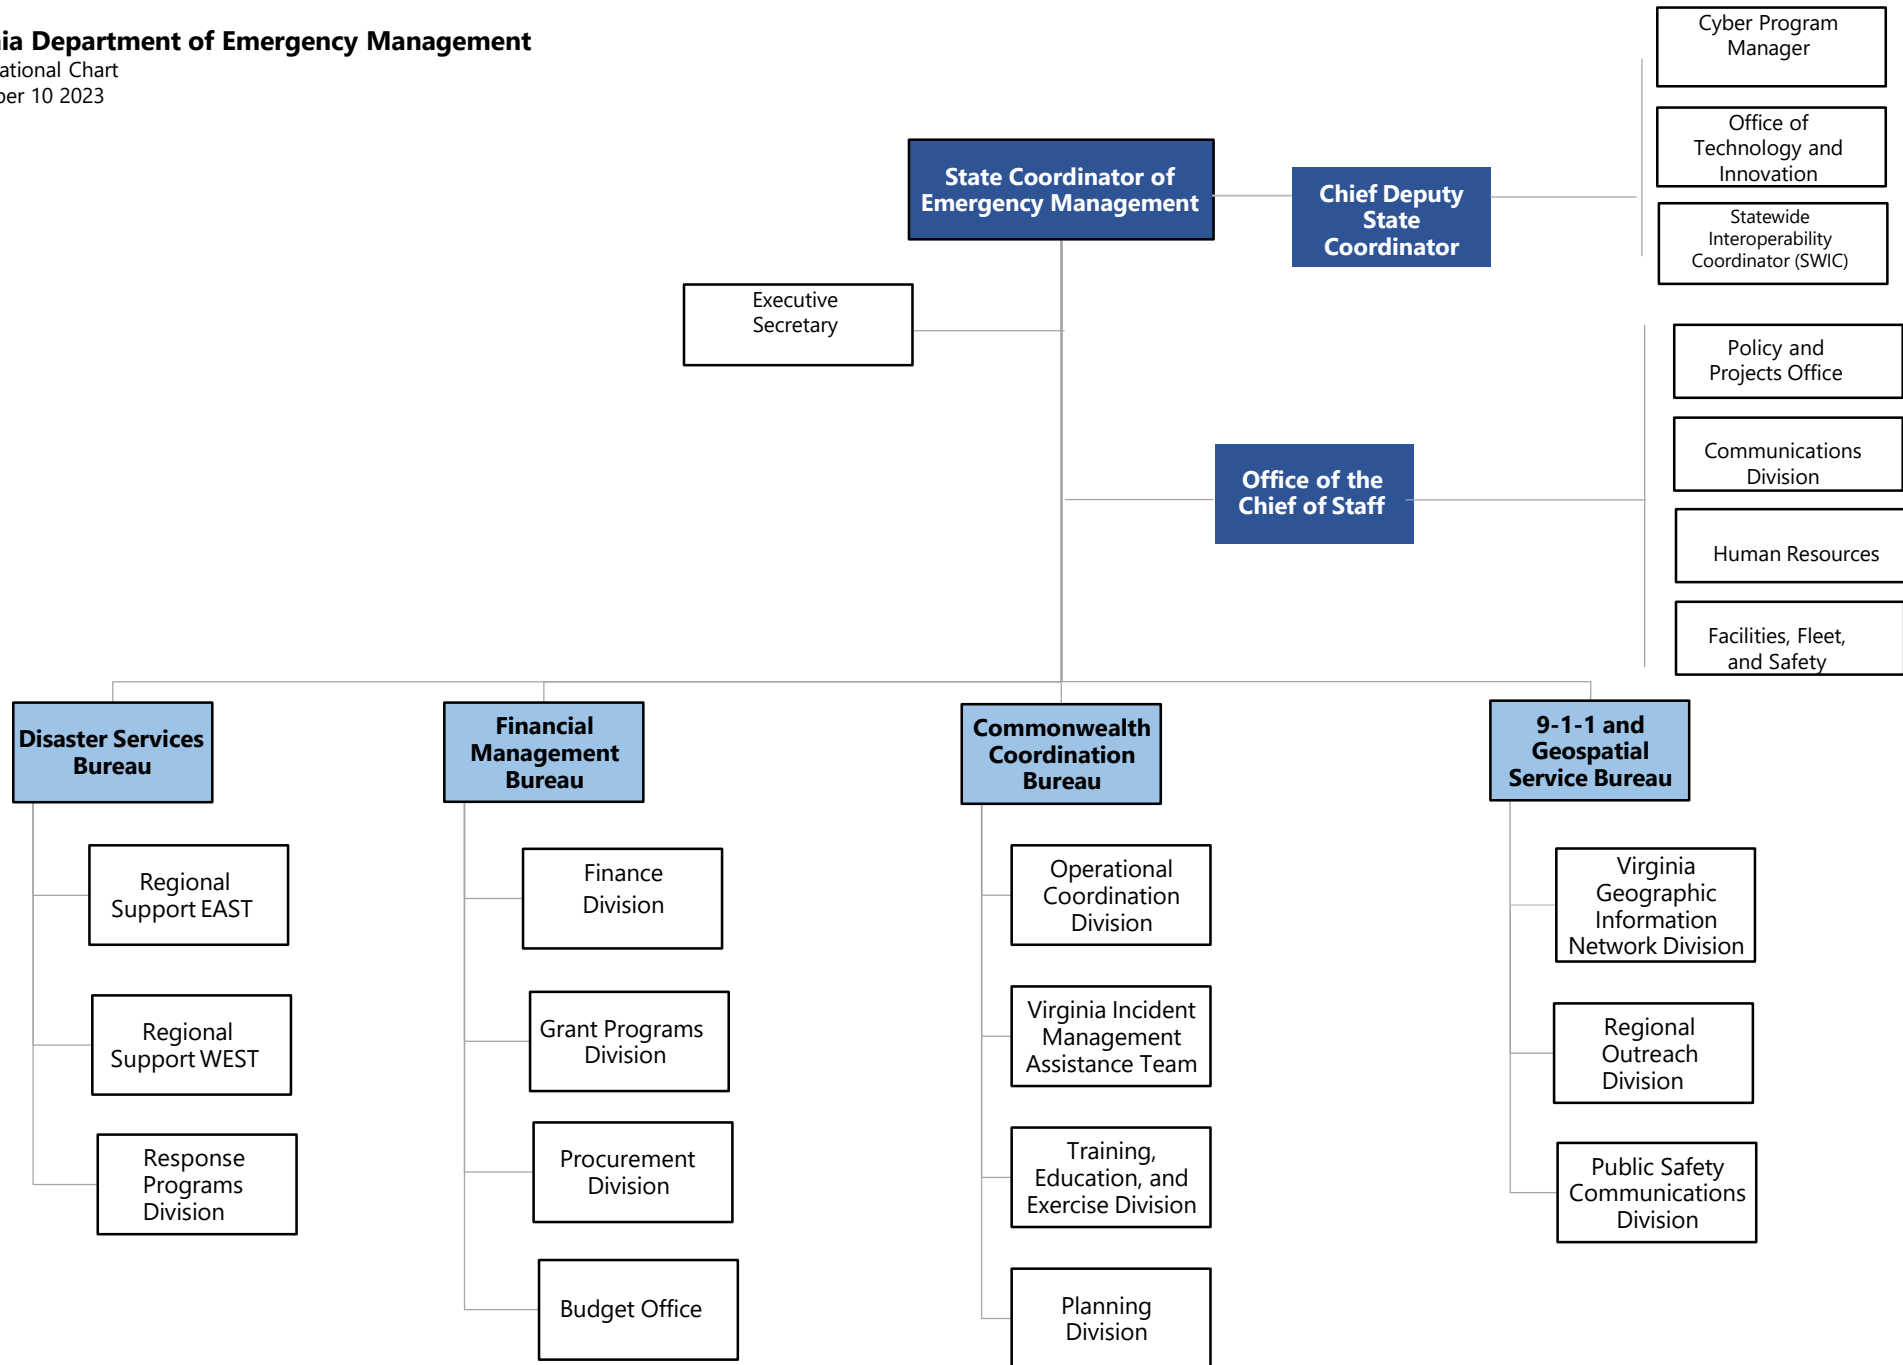 nia Department of Emergency Management
ational Chart
ber 10 2023
Cyber Program
Manager
Office of
Technology and
Innovation
Statewide
Interoperability
Coordinator (SWIC)
State Coordinator of
Emergency Management
Chief Deputy
State
Coordinator
Executive
Secretary
Policy and
Projects Office
Communications
Division
Human Resources
Facilities, Fleet,
and Safety
Office of the
Chief of Staff
Disaster Services
Bureau
Regional
Support EAST
Regional
Support WEST
Response
Programs
Division
Financial
Management
Bureau
Finance
Division
Grant Programs
Division
Procurement
Division
Budget Office
Commonwealth
Coordination
Bureau
Operational
Coordination
Division
Virginia Incident
Management
Assistance Team
Training,
Education, and
Exercise Division
Planning
Division
9-1-1 and
Geospatial
Service Bureau
Virginia
Geographic
Information
Network Division
Regional
Outreach
Division
Public Safety
Communications
Division